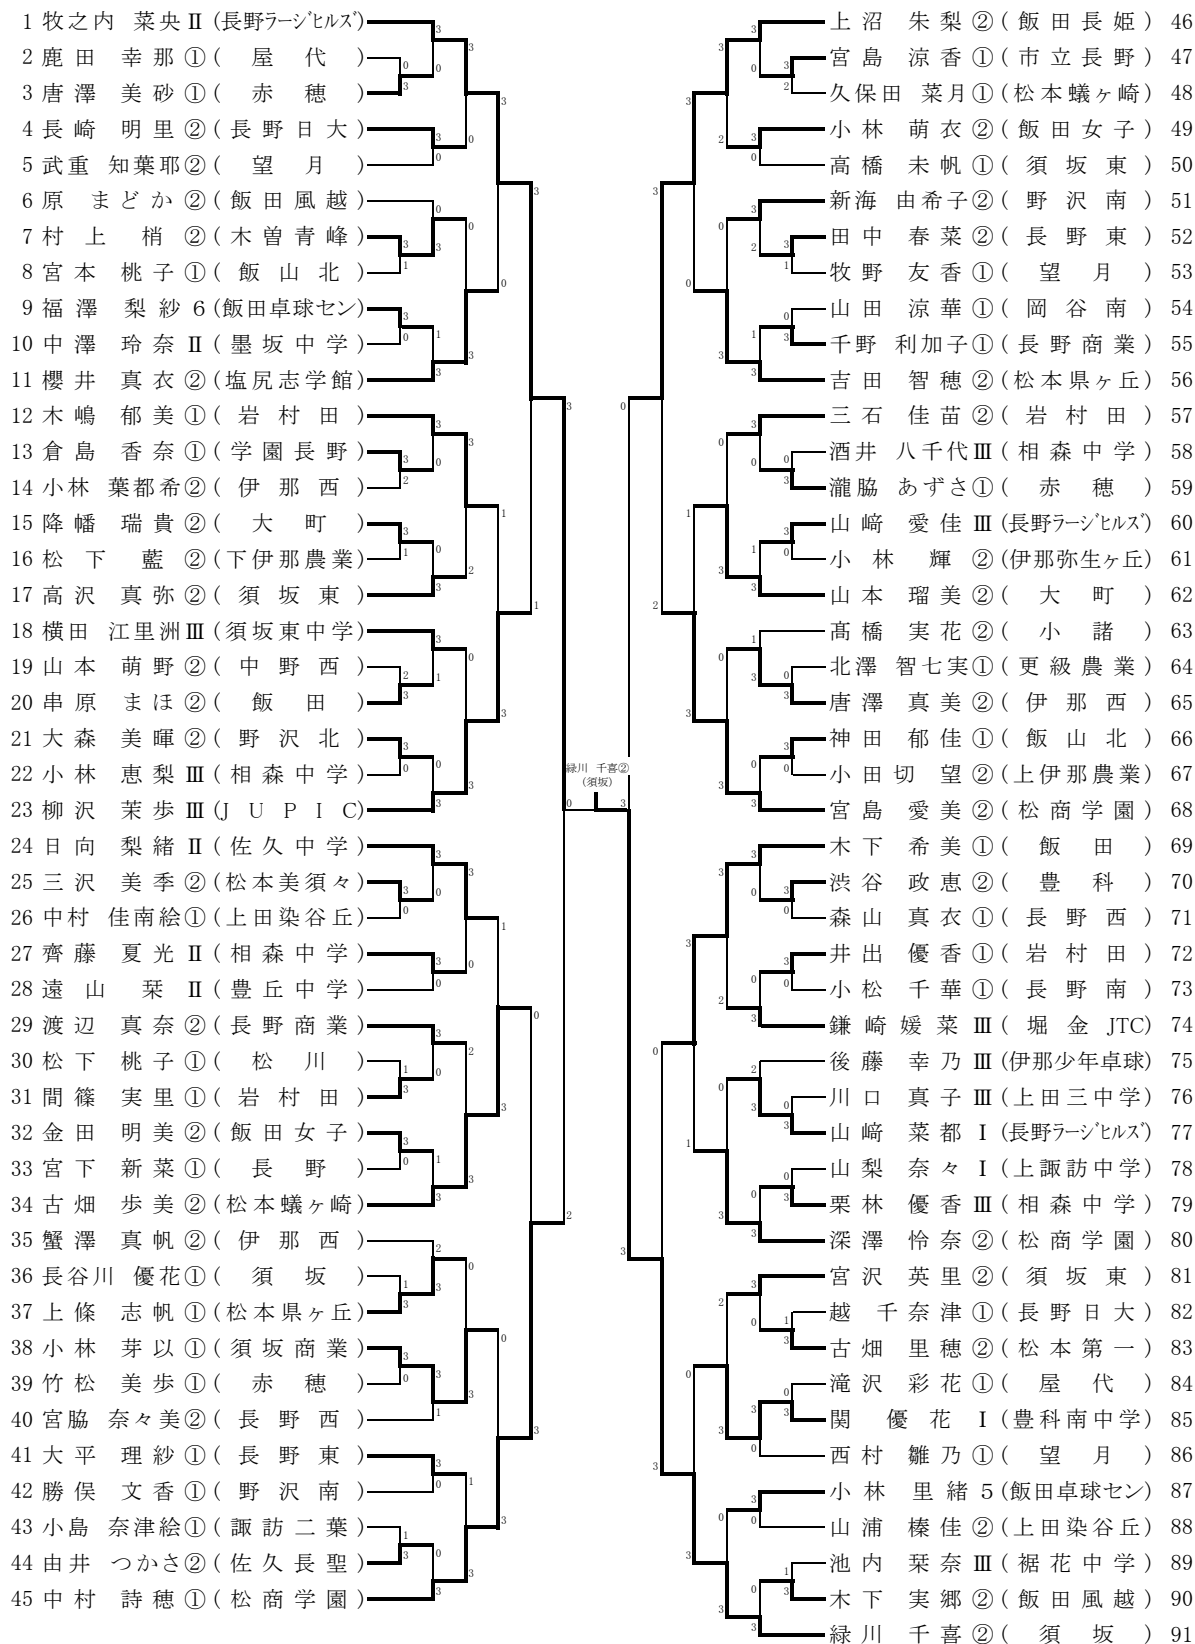 1 牧之内 菜央 Ⅱ (長野ラージヒルズ)
2 鹿田 幸那 ① (屋代)
3 唐澤 美砂 ① (赤穂)
4 長崎 明里 ② (長野日大)
5 武重 知葉耶 ② (望月)
6 原 まどか ② (飯田風越)
7 村上 梢 ② (木曽青峰)
8 宮本 桃子 ① (飯山北)
9 福澤 梨紗 6 (飯田卓球セン)
10 中澤 玲奈 Ⅱ (墨坂中学)
11 櫻井 真衣 ② (塩尻志学館)
12 木嶋 郁美 ① (岩村田)
13 倉島 香奈 ① (学園長野)
14 小林 葉都希 ② (伊那西)
15 降幡 瑞貴 ② (大町)
16 松下 藍 ② (下伊那農業)
17 高沢 真弥 ② (須坂東)
18 横田 江里洲 Ⅲ (須坂東中学)
19 山本 萌野 ② (中野西)
20 串原 まほ ② (飯田)
21 大森 美暉 ② (野沢北)
22 小林 恵梨 Ⅲ (相森中学)
23 柳沢 茉歩 Ⅲ (JUPIC)
24 日向 梨緒 Ⅱ (佐久中学)
25 三沢 美季 ② (松本美須々)
26 中村 佳南絵 ① (上田染谷丘)
27 齊藤 夏光 Ⅱ (相森中学)
28 遠山 栞 Ⅱ (豊丘中学)
29 渡辺 真奈 ② (長野商業)
30 松下 桃子 ① (松川)
31 間篠 実里 ① (岩村田)
32 金田 明美 ② (飯田女子)
33 宮下 新菜 ① (長野)
34 古畑 歩美 ② (松本蟻ヶ崎)
35 蟹澤 真帆 ② (伊那西)
36 長谷川 優花 ① (須坂)
37 上條 志帆 ① (松本県ヶ丘)
38 小林 芽以 ① (須坂商業)
39 竹松 美歩 ① (赤穂)
40 宮脇 奈々美 ② (長野西)
41 大平 理紗 ① (長野東)
42 勝俣 文香 ① (野沢南)
43 小島 奈津絵 ① (諏訪二葉)
44 由井 つかさ ② (佐久長聖)
45 中村 詩穂 ① (松商学園)
緑川 千喜②
(須坂)
上沼 朱梨 ② (飯田長姫) 46
宮島 涼香 ① (市立長野) 47
久保田 菜月 ① (松本蟻ヶ崎) 48
小林 萌衣 ② (飯田女子) 49
高橋 未帆 ① (須坂東) 50
新海 由希子 ② (野沢南) 51
田中 春菜 ② (長野東) 52
牧野 友香 ① (望月) 53
山田 涼華 ① (岡谷南) 54
千野 利加子 ① (長野商業) 55
吉田 智穂 ② (松本県ヶ丘) 56
三石 佳苗 ② (岩村田) 57
酒井 八千代 Ⅲ (相森中学) 58
瀧脇 あずさ ① (赤穂) 59
山﨑 愛佳 Ⅲ (長野ラージヒルズ) 60
小林 輝 ② (伊那弥生ヶ丘) 61
山本 瑠美 ② (大町) 62
髙橋 実花 ② (小諸) 63
北澤 智七実 ① (更級農業) 64
唐澤 真美 ② (伊那西) 65
神田 郁佳 ① (飯山北) 66
小田切 望 ② (上伊那農業) 67
宮島 愛美 ② (松商学園) 68
木下 希美 ① (飯田) 69
渋谷 政恵 ② (豊科) 70
森山 真衣 ① (長野西) 71
井出 優香 ① (岩村田) 72
小松 千華 ① (長野南) 73
鎌崎 媛菜 Ⅲ (堀金 JTC) 74
後藤 幸乃 Ⅲ (伊那少年卓球) 75
川口 真子 Ⅲ (上田三中学) 76
山﨑 菜都 Ⅰ (長野ラージヒルズ) 77
山梨 奈々 Ⅰ (上諏訪中学) 78
栗林 優香 Ⅲ (相森中学) 79
深澤 怜奈 ② (松商学園) 80
宮沢 英里 ② (須坂東) 81
越 千奈津 ① (長野日大) 82
古畑 里穂 ② (松本第一) 83
滝沢 彩花 ① (屋代) 84
関 優花 Ⅰ (豊科南中学) 85
西村 雛乃 ① (望月) 86
小林 里緒 5 (飯田卓球セン) 87
山浦 榛佳 ② (上田染谷丘) 88
池内 栞奈 Ⅲ (裾花中学) 89
木下 実郷 ② (飯田風越) 90
緑川 千喜 ② (須坂) 91